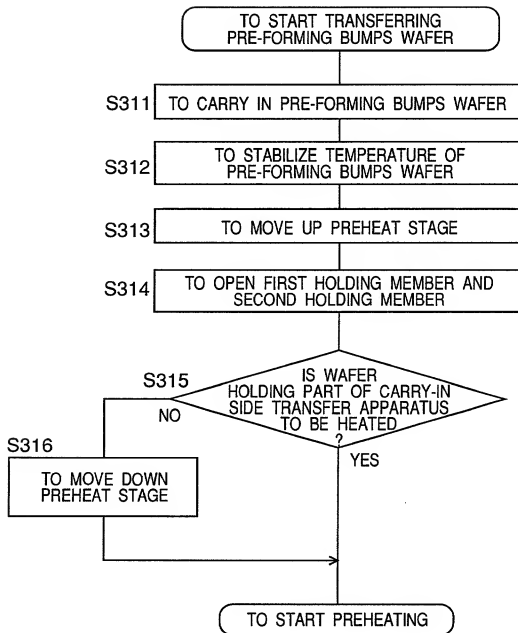 TO START TRANSFERRING
PRE-FORMING BUMPS WAFER
S311
TO CARRY IN PRE-FORMING BUMPS WAFER
S312
TO STABILIZE TEMPERATURE OF
PRE-FORMING BUMPS WAFER
S313
TO MOVE UP PREHEAT STAGE
S314
TO OPEN FIRST HOLDING MEMBER AND
SECOND HOLDING MEMBER
S315
IS WAFER
HOLDING PART OF CARRY-IN
SIDE TRANSFER APPARATUS
TO BE HEATED
?
NO
YES
S316
TO MOVE DOWN
PREHEAT STAGE
TO START PREHEATING